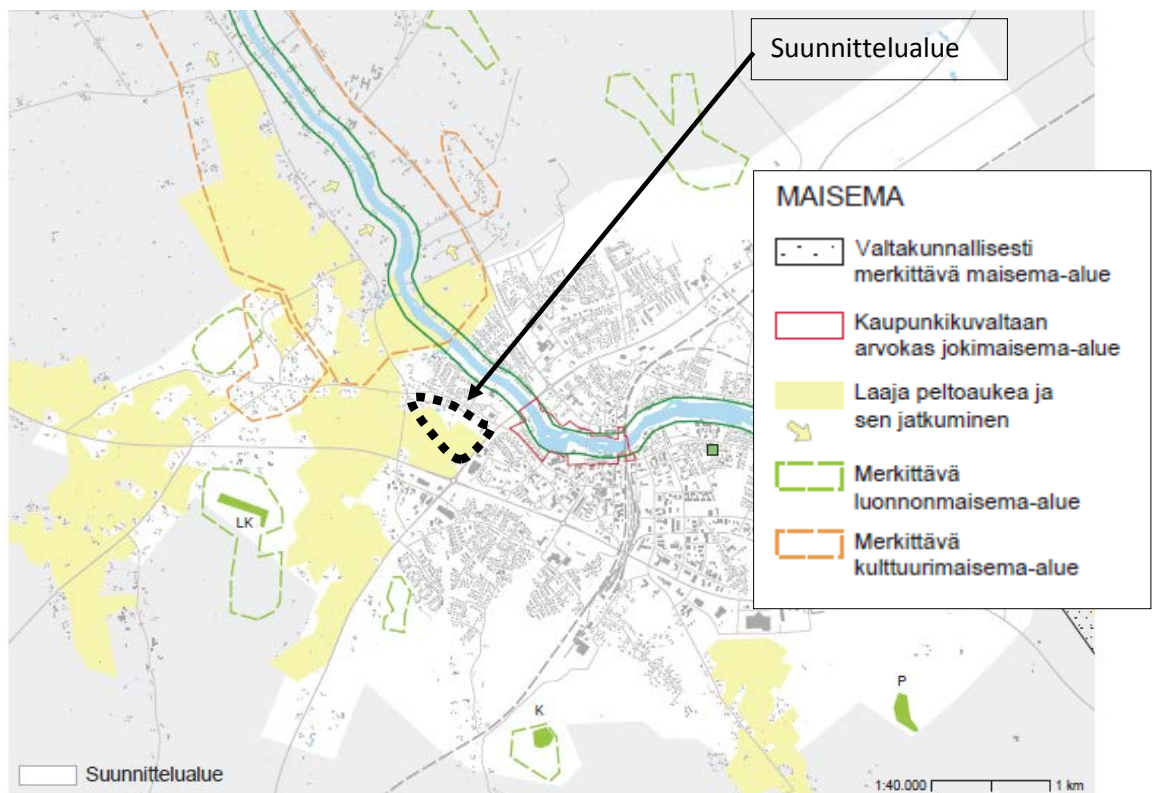 Suunnittelualue
MAISEMA
Valtakunnallisesti
merkittävä maisema-alue
Kaupunkikuvaltaan
arvokas jokimaisema-alue
Laaja peltoaukea ja
sen jatkuminen
Merkittävä
luonnonmaisema-alue
Merkittävä
kulttuurimaisema-alue
LK
K
P
Suunnittelualue
1:40.000
1 km